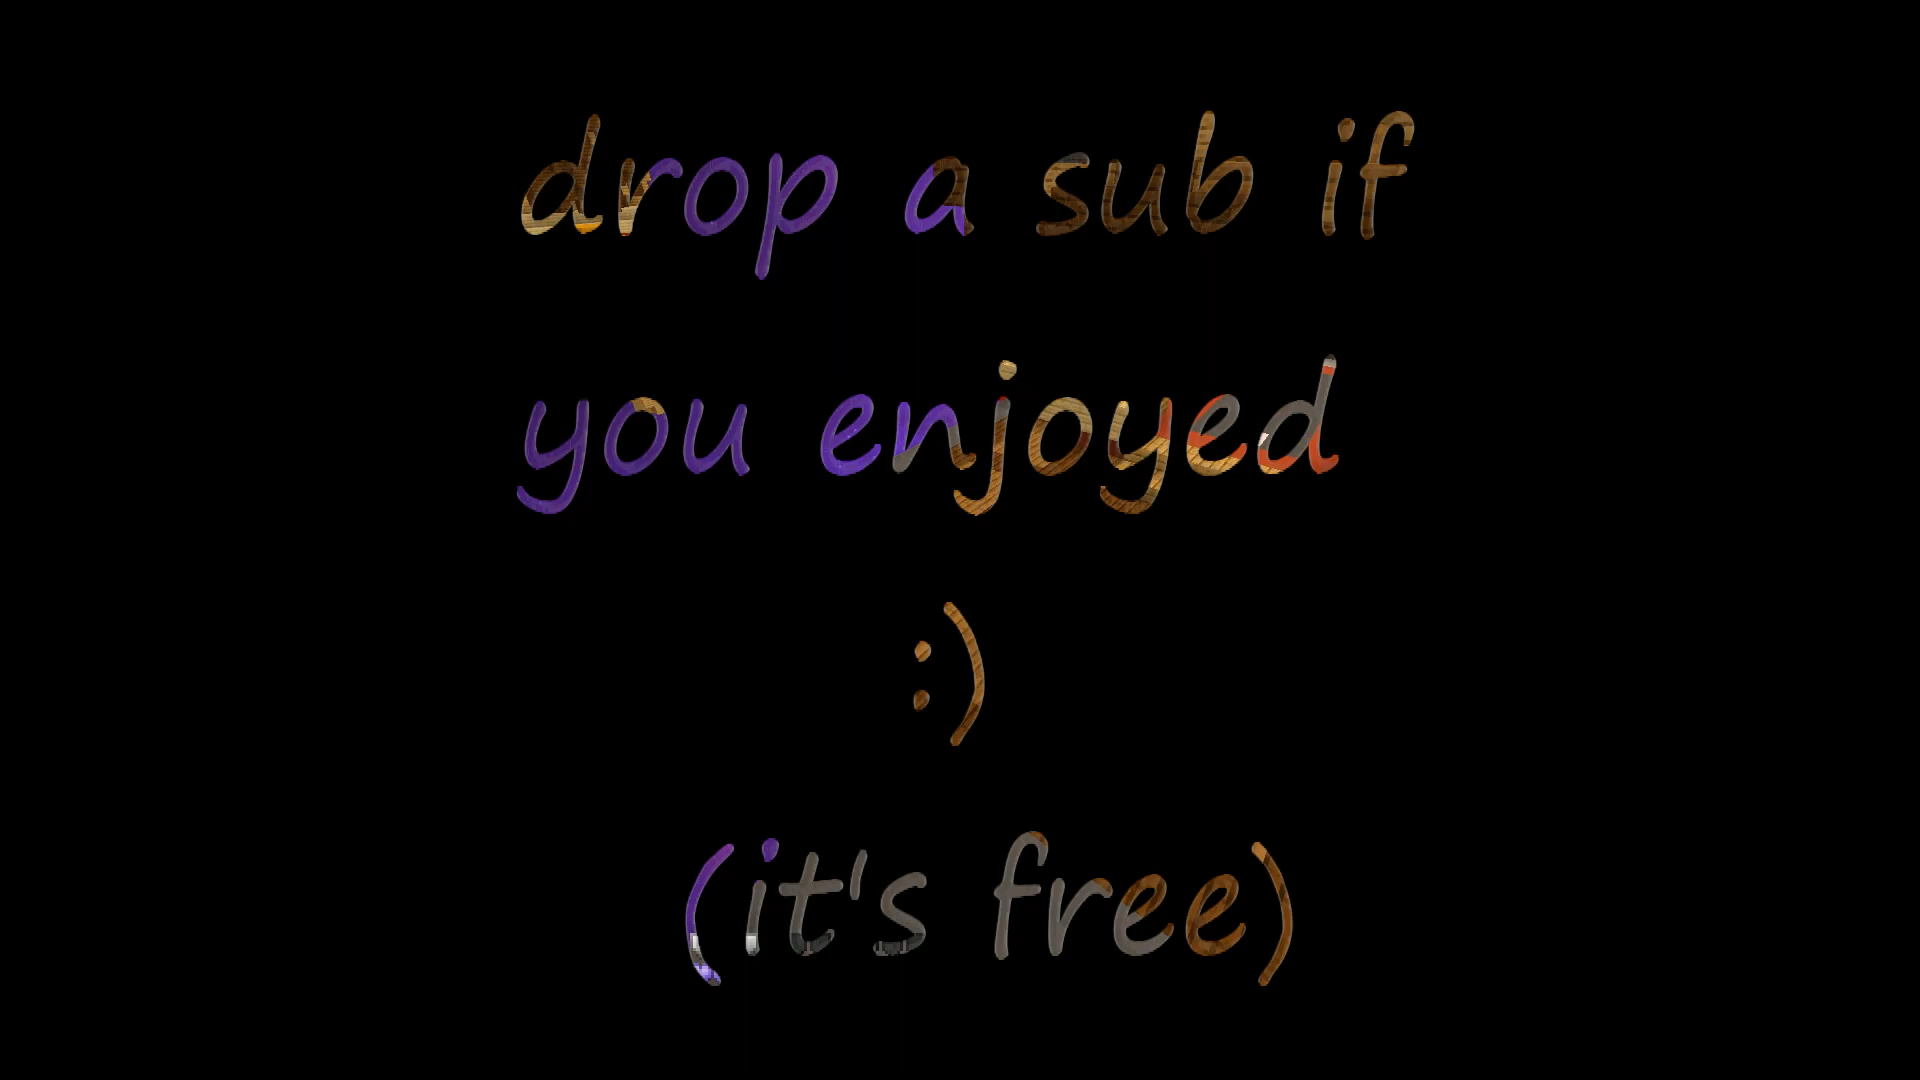 drop a sub if
you enjoyed
:)
(it's free)